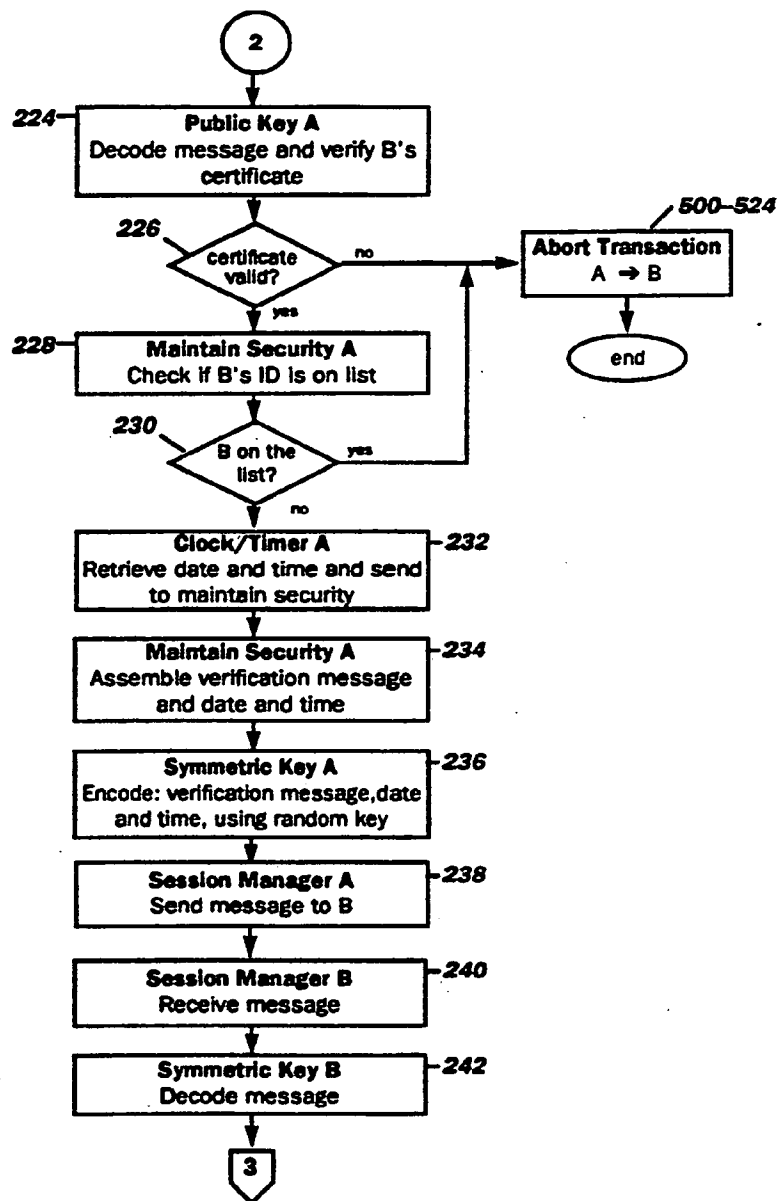 2
224
Public Key A
Decode message and verify B's
certificate
500-524
226
certificate
valid?
no
Abort Transaction
A → B
yes
228
Maintain Security A
Check if B's ID is on list
end
230
B on the
list?
yes
no
Clock/Timer A
232
Retrieve date and time and send
to maintain security
Maintain Security A
234
Assemble verification message
and date and time
Symmetric Key A
236
Encode: verification message,date
and time, using random key
Session Manager A
238
Send message to B
Session Manager B
240
Receive message
Symmetric Key B
242
Decode message
3